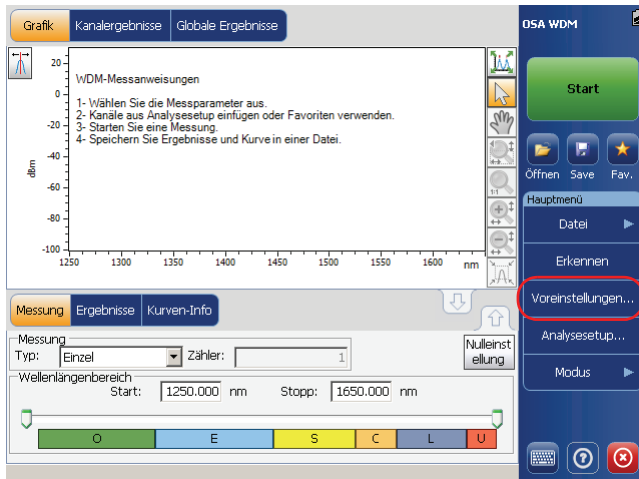 Grafik Kanalergebnisse Globale Ergebnisse
WDM-Messanweisungen
1- Wählen Sie die Messparameter aus.
2- Kanäle aus Analysesetup einfügen oder Favoriten verwenden.
3- Starten Sie eine Messung.
4- Speichern Sie Ergebnisse und Kurve in einer Datei.
20
0
-20
-40
-60
-80
-100
dBm
1250 1300 1350 1400 1450 1500 1550 1600 nm
1:1
Messung Ergebnisse Kurven-Info
Messung
Typ: Einzel Zähler: 1
Nulleinst
ellung
Wellenlängenbereich
Start: 1250.000 nm Stopp: 1650.000 nm
O E S C L U
OSA WDM
Start
Öffnen Save Fav.
Hauptmenü
Datei
Erkennen
Voreinstellungen...
Analysesetup...
Modus
?